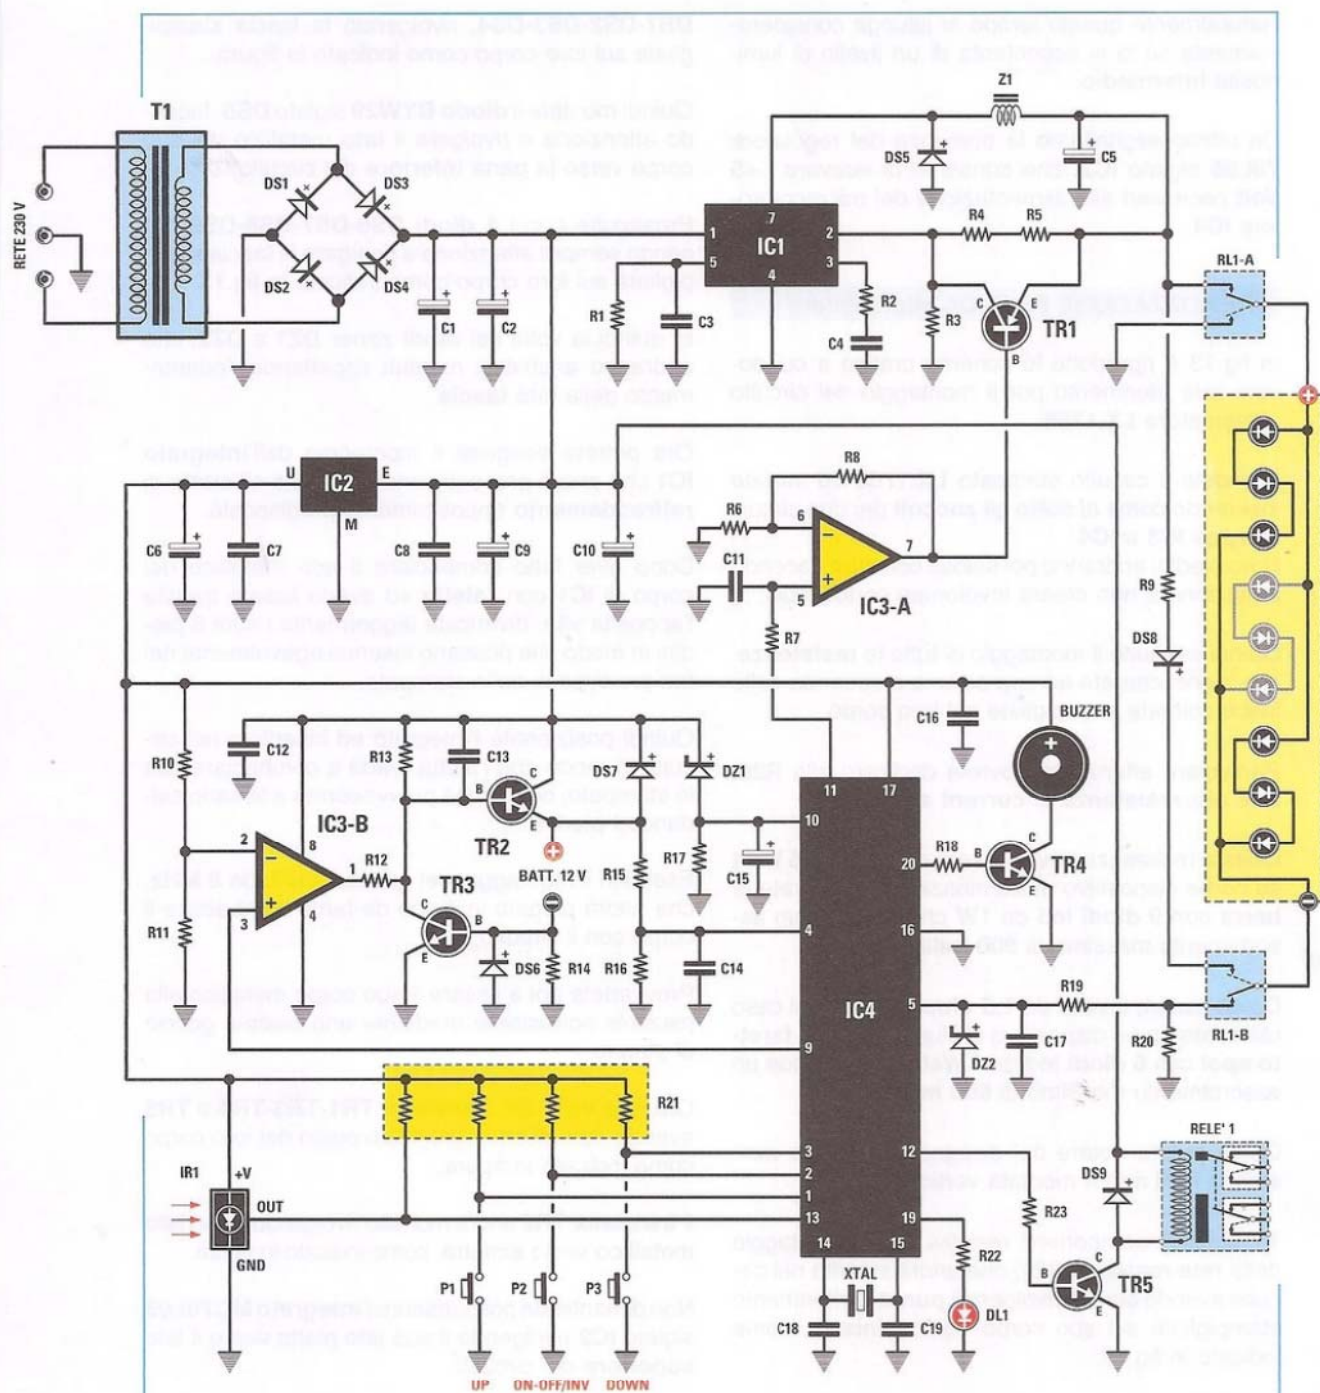 T1
RETE 230 V
DS1
DS3
DS2
DS4
C1
C2
Z1
DS5
C5
1 7 2
IC1
5 4 3
R1
C3
R2
C4
R4 R5
R3
C E
TR1
B
RL1-A
U E
IC2
M
C6
C7
C8
C9
C10
R8
R6
6
7
C11
5
IC3-A
R7
R9
DS8
C16
BUZZER
R10
C12
R13
C13
C
B
E
TR2
DS7
DZ1
IC3-B
2
8
1
R12
4
3
R11
TR3
C
B
E
BATT. 12 V
R15
R17
C15
DS6
R14
R16
C14
11 17
10
20
4 16
IC4
5
9
R18
B
C
E
TR4
DZ2
C17
R19
R20
RL1-B
R21
3 12
2
1
13 19
14 15
RELE' 1
DS9
IR1
+V
OUT
GND
R23
R22
B
C
E
TR5
DL1
XTAL
C18
C19
P1
P2
P3
UP ON-OFF/INV DOWN